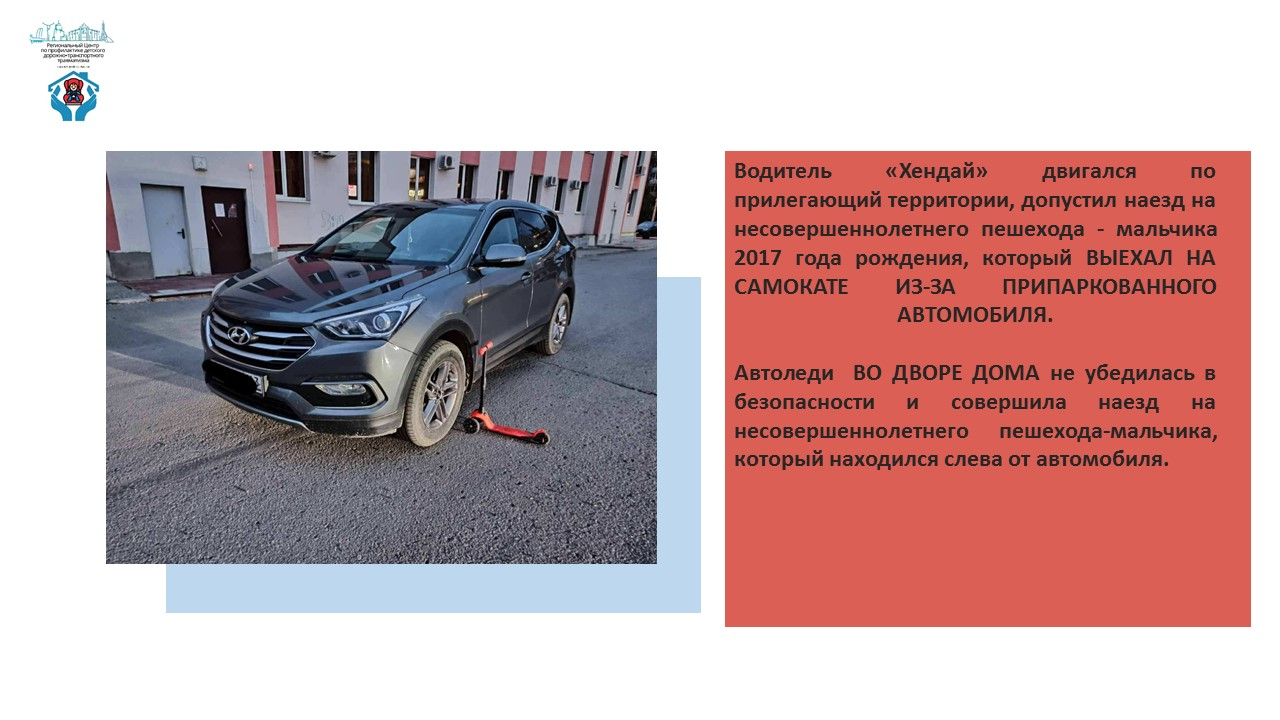 Региональный Центр
по профилактике детского
дорожно-транспортного
травматизма
Водитель «Хендай» двигался по
прилегающий территории, допустил наезд на
несовершеннолетнего пешехода - мальчика
2017 года рождения, который ВЫЕХАЛ НА
САМОКАТЕ ИЗ-ЗА ПРИПАРКОВАННОГО
АВТОМОБИЛЯ.
Автоледи ВО ДВОРЕ ДОМА не убедилась в
безопасности и совершила наезд на
несовершеннолетнего пешехода-мальчика,
который находился слева от автомобиля.